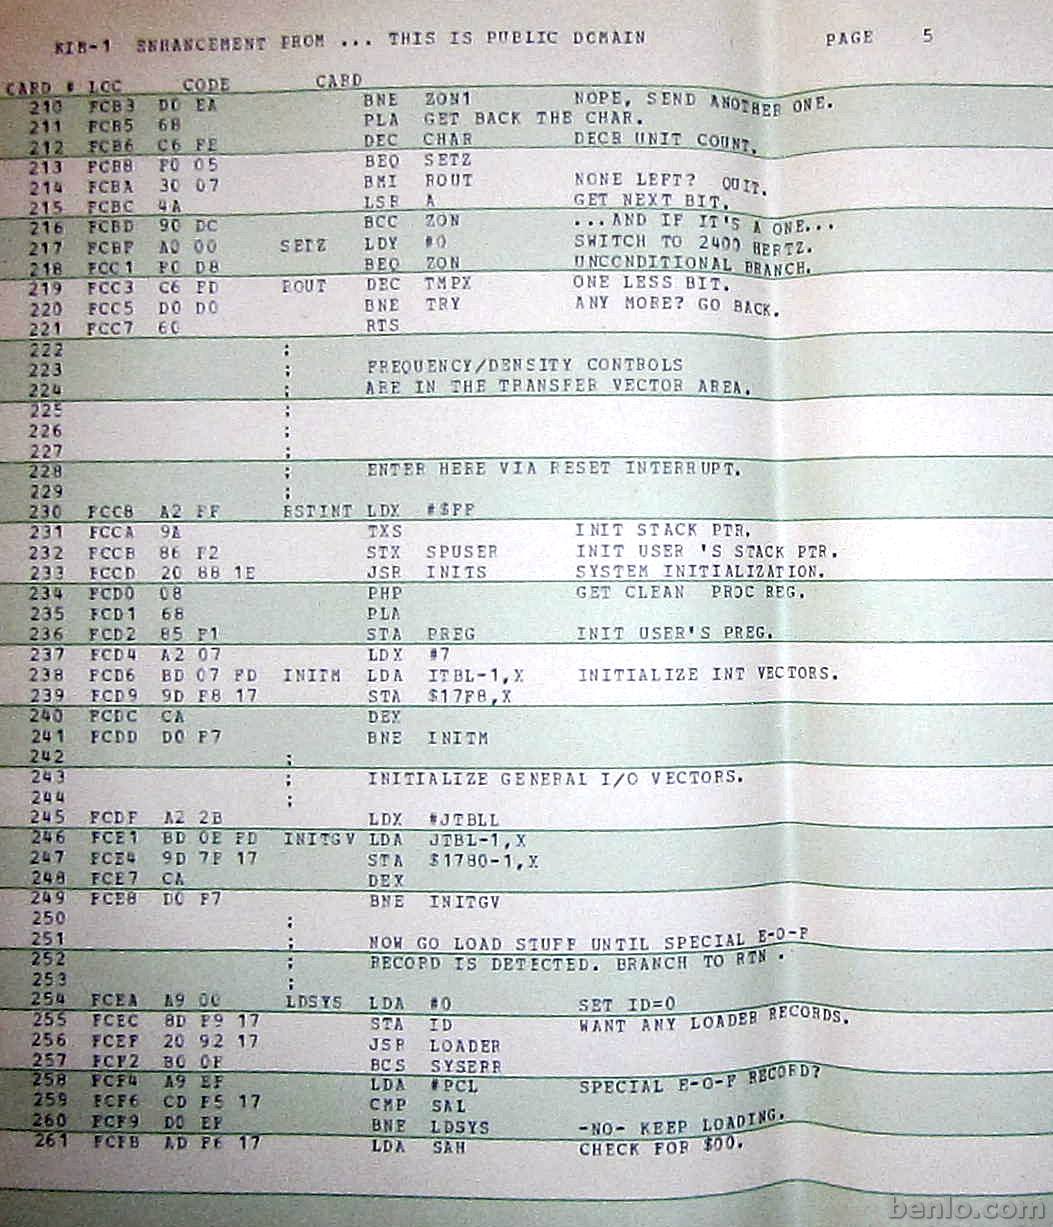 KIM-1 ENHANCEMENT PROM ... THIS IS PUBLIC DOMAIN PAGE 5
CARD # LOC CODE CARD
210 FCB3 D0 EA BNE ZON1 NOPE, SEND ANOTHER ONE.
211 FCB5 68 PLA GET BACK THE CHAR.
212 FCB6 C6 FE DEC CHAR DECR UNIT COUNT.
213 FCB8 F0 05 BEQ SETZ
214 FCBA 30 07 BMI ROUT NONE LEFT? QUIT.
215 FCBC 4A LSR A GET NEXT BIT.
216 FCBD 90 DC BCC ZON ...AND IF IT'S A ONE...
217 FCBF A0 00 SETZ LDY #0 SWITCH TO 2400 HERTZ.
218 FCC1 F0 D8 BEQ ZON UNCONDITIONAL BRANCH.
219 FCC3 C6 FD ROUT DEC TMPX ONE LESS BIT.
220 FCC5 D0 D0 BNE TRY ANY MORE? GO BACK.
221 FCC7 60 RTS
222 ;
223 ; FREQUENCY/DENSITY CONTROLS
224 ; ARE IN THE TRANSFER VECTOR AREA.
225 ;
226 ;
227 ;
228 ; ENTER HERE VIA RESET INTERRUPT.
229 ;
230 FCC8 A2 FF RSTINT LDX #$FF
231 FCCA 9A TXS INIT STACK PTR.
232 FCCB 86 F2 STX SPUSER INIT USER 'S STACK PTR.
233 FCCD 20 88 1E JSR INITS SYSTEM INITIALIZATION.
234 FCD0 08 PHP GET CLEAN PROC REG.
235 FCD1 68 PLA
236 FCD2 85 F1 STA PREG INIT USER'S PREG.
237 FCD4 A2 07 LDX #7
238 FCD6 BD 07 FD INITM LDA ITBL-1,X INITIALIZE INT VECTORS.
239 FCD9 9D F8 17 STA $17F8,X
240 FCDC CA DEX
241 FCDD D0 F7 BNE INITM
242 ;
243 ; INITIALIZE GENERAL I/O VECTORS.
244 ;
245 FCDF A2 2B LDX #JTBLL
246 FCE1 BD 0E FD INITGV LDA JTBL-1,X
247 FCE4 9D 7F 17 STA $1780-1,X
248 FCE7 CA DEX
249 FCE8 D0 F7 BNE INITGV
250 ;
251 ; NOW GO LOAD STUFF UNTIL SPECIAL E-O-F
252 ; RECORD IS DETECTED. BRANCH TO RTN .
253 ;
254 FCEA A9 00 LDSYS LDA #0 SET ID=0
255 FCEC 8D F9 17 STA ID WANT ANY LOADER RECORDS.
256 FCEF 20 92 17 JSR LOADER
257 FCF2 B0 0F BCS SYSERR
258 FCF4 A9 EF LDA #PCL SPECIAL E-O-F RECORD?
259 FCF6 CD F5 17 CMP SAL
260 FCF9 D0 EF BNE LDSYS -NO- KEEP LOADING.
261 FCFB AD F6 17 LDA SAH CHECK FOR $00.
benlo.com